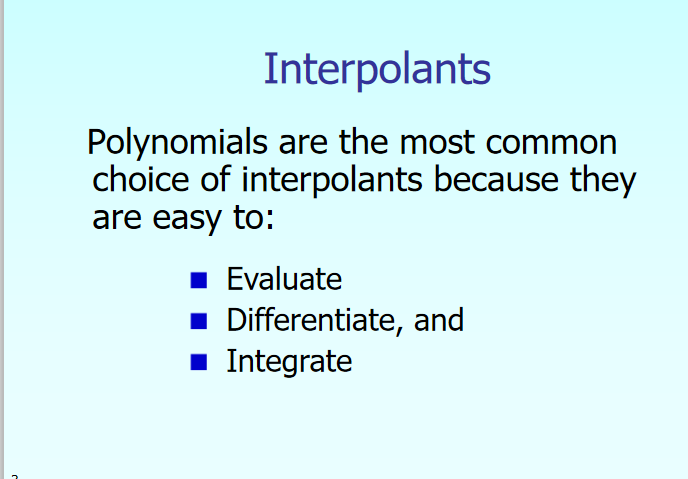 Interpolants
Polynomials are the most common
choice of interpolants because they
are easy to:
Evaluate
Differentiate, and
Integrate